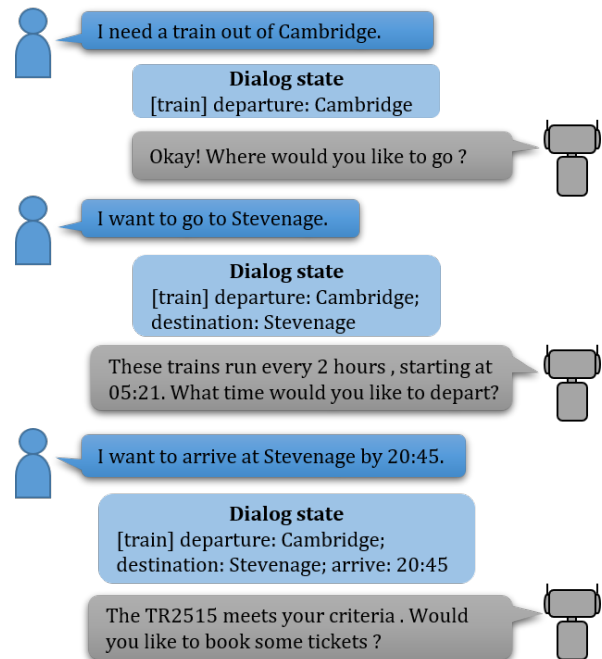 I need a train out of Cambridge.
Dialog state
[train] departure: Cambridge
Okay! Where would you like to go ?
I want to go to Stevenage.
Dialog state
[train] departure: Cambridge;
destination: Stevenage
These trains run every 2 hours , starting at
05:21. What time would you like to depart?
I want to arrive at Stevenage by 20:45.
Dialog state
[train] departure: Cambridge;
destination: Stevenage; arrive: 20:45
The TR2515 meets your criteria . Would
you like to book some tickets ?